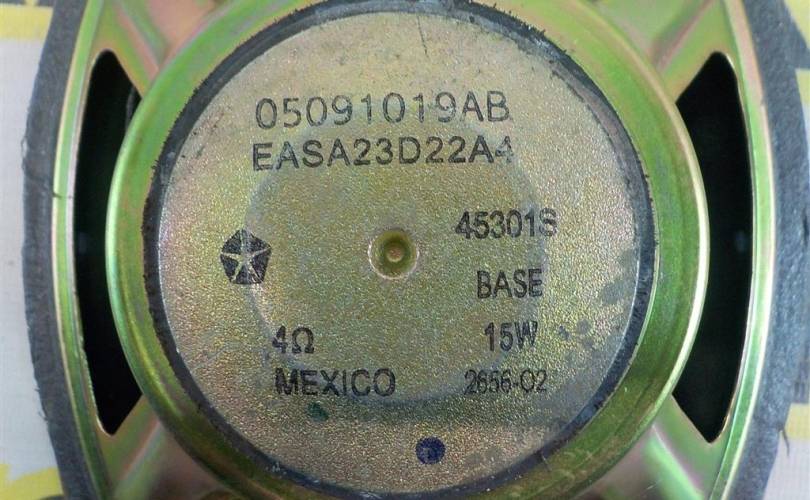 05091019AB
EASA23D22A4
45301S
BASE
4Ω 15W
MEXICO 2656-02